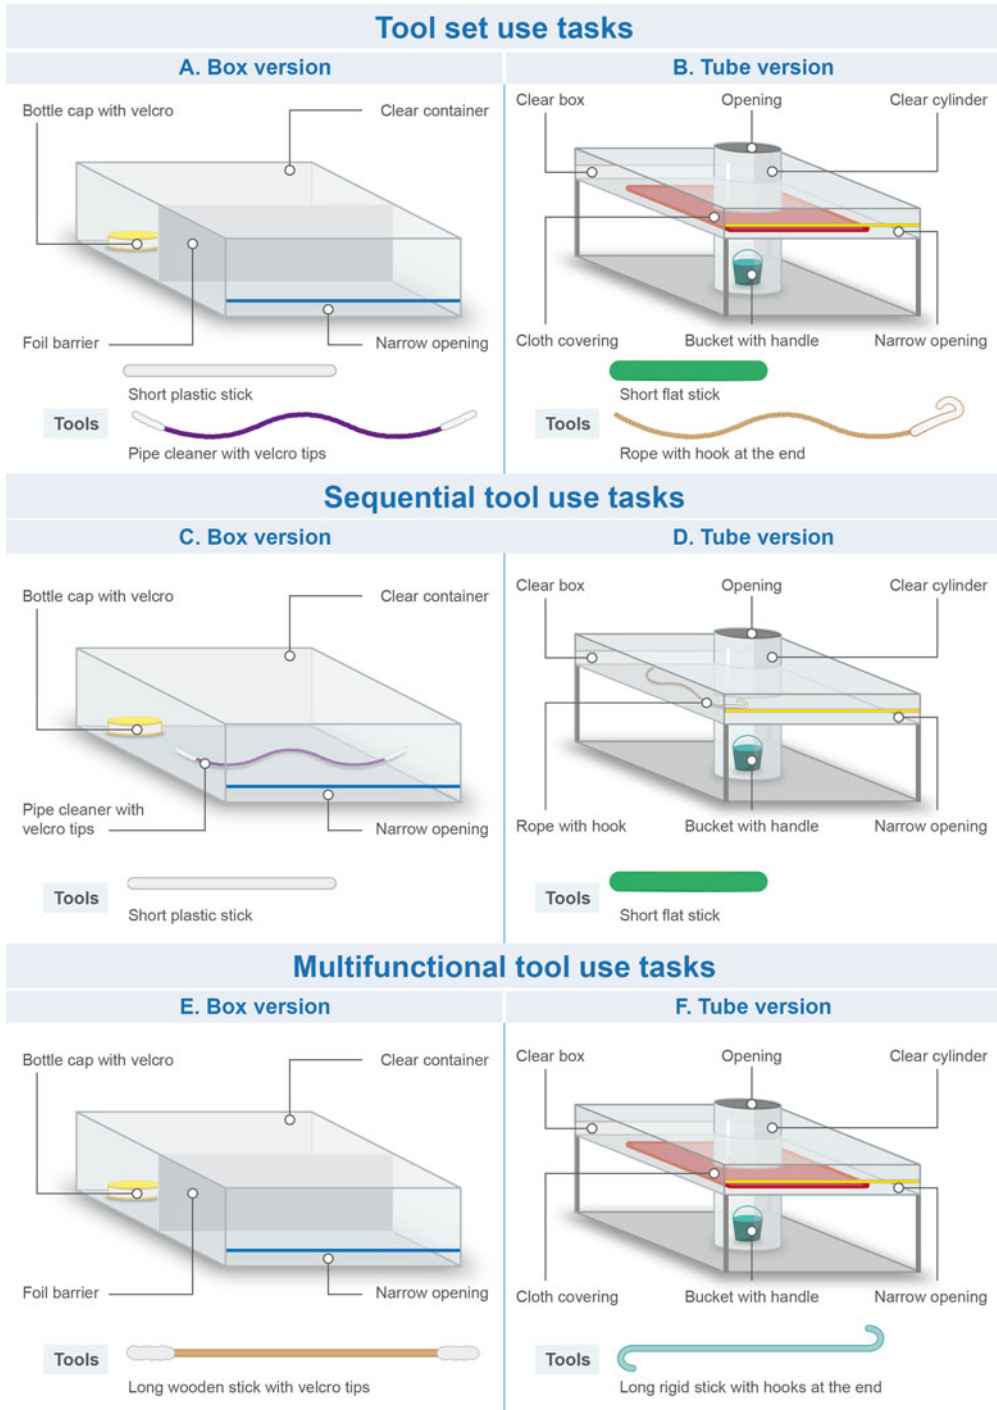 Tool set use tasks
A. Box version
B. Tube version
Bottle cap with velcro
Clear container
Clear box
Opening
Clear cylinder
Foil barrier
Narrow opening
Cloth covering
Bucket with handle
Narrow opening
Short plastic stick
Short flat stick
Tools
Tools
Pipe cleaner with velcro tips
Rope with hook at the end
Sequential tool use tasks
C. Box version
D. Tube version
Bottle cap with velcro
Clear container
Clear box
Opening
Clear cylinder
Pipe cleaner with
velcro tips
Narrow opening
Rope with hook
Bucket with handle
Narrow opening
Tools
Short plastic stick
Tools
Short flat stick
Multifunctional tool use tasks
E. Box version
F. Tube version
Bottle cap with velcro
Clear container
Clear box
Opening
Clear cylinder
Foil barrier
Narrow opening
Cloth covering
Bucket with handle
Narrow opening
Tools
Long wooden stick with velcro tips
Tools
Long rigid stick with hooks at the end